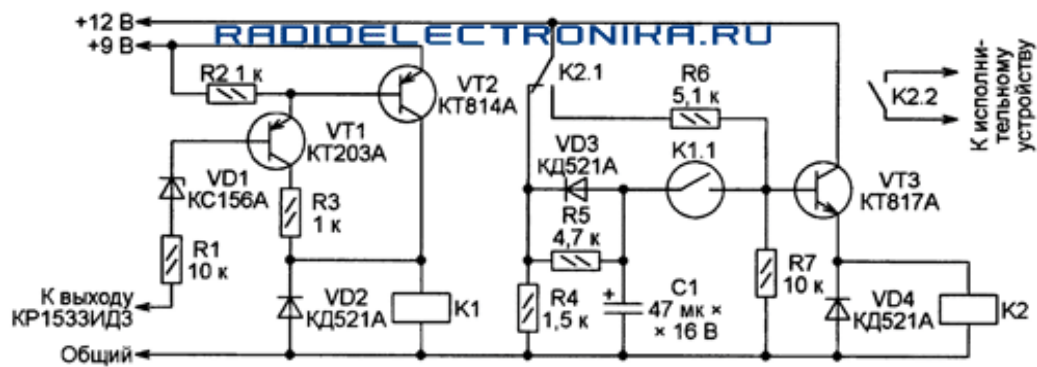 +12 В
+9 В
RADIOELECTRONIKA.RU
R2 1 к
VT2
КТ814А
K2.1
R6
5,1 к
K2.2
К исполни-
тельному
устройству
VT1
КТ203А
VD1
КС156А
R3
1 к
VD3
КД521А
K1.1
VT3
КТ817А
R5
4,7 к
R1
10 к
К выходу
КР1533ИД3
VD2
КД521А
K1
R4
1,5 к
+
C1
47 мк ×
× 16 В
R7
10 к
VD4
КД521А
K2
Общий